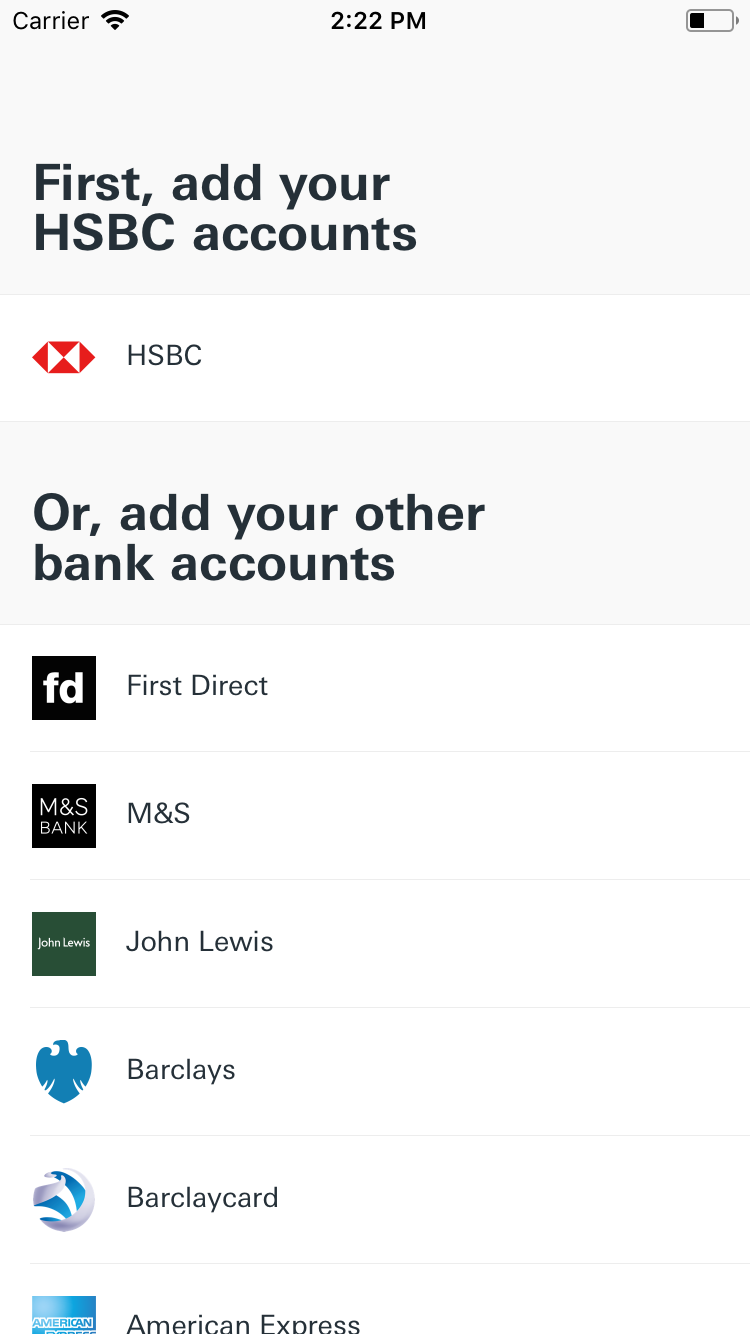 Carrier 2:22 PM
First, add your
HSBC accounts
HSBC
Or, add your other
bank accounts
fd First Direct
M&S
BANK
M&S
John Lewis John Lewis
Barclays
Barclaycard
AMERICAN
EXPRESS
American Express